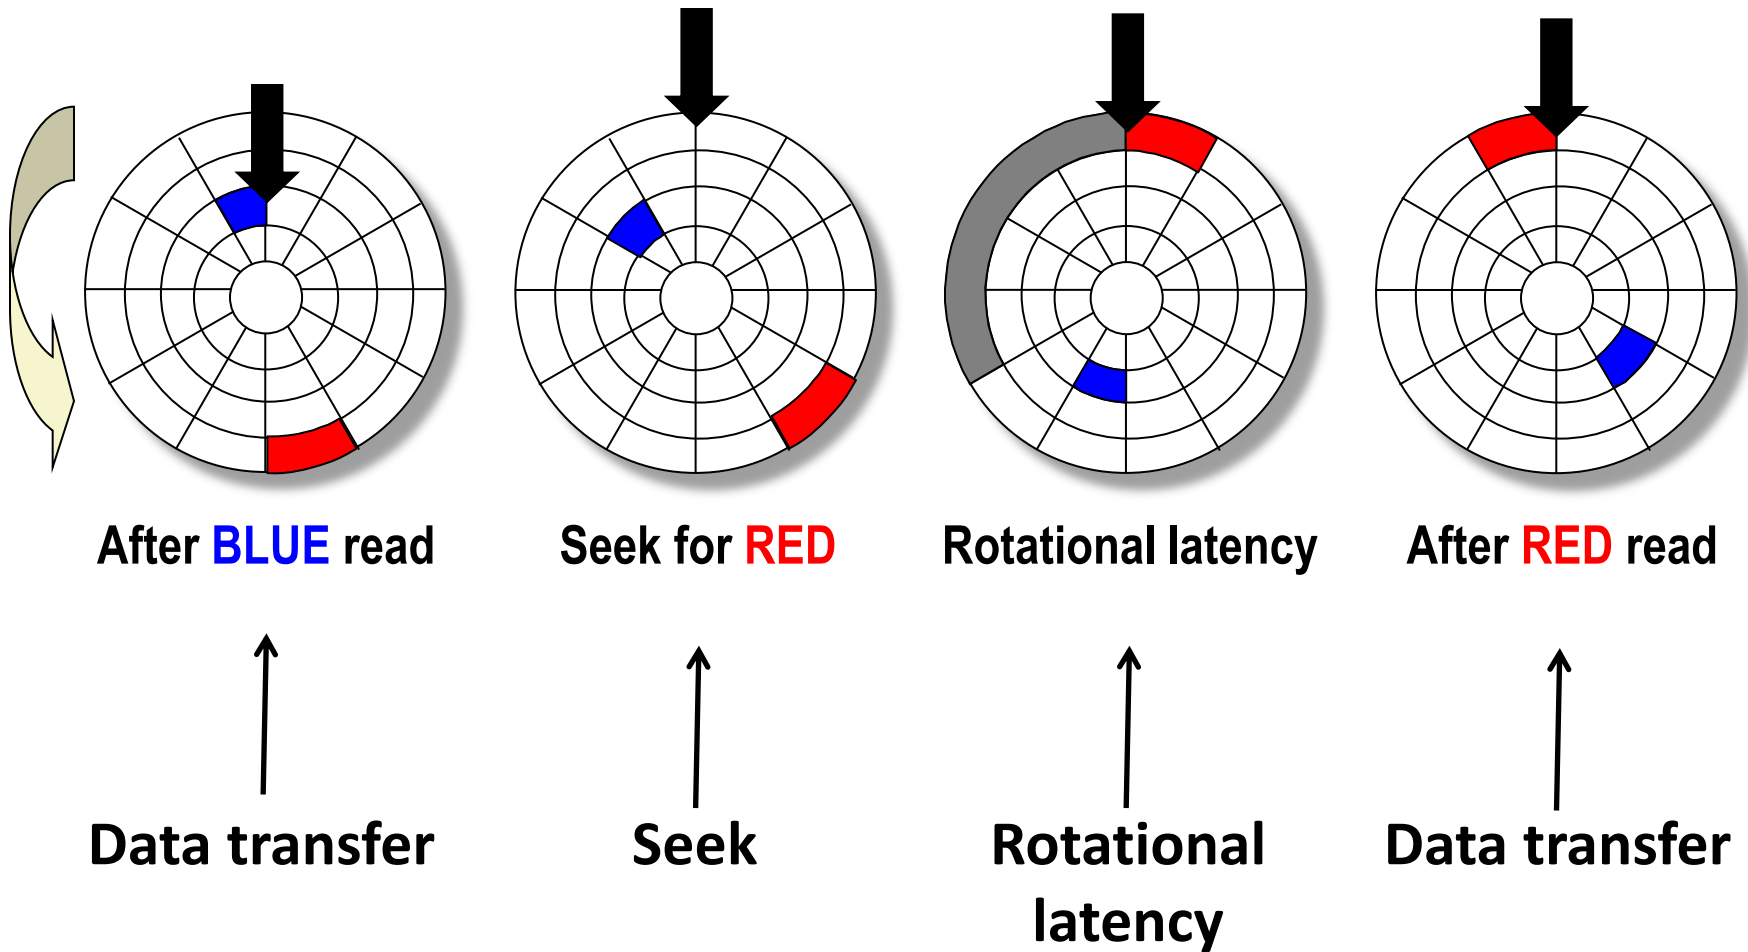 After BLUE read
Seek for RED
Rotational latency
After RED read
Data transfer
Seek
Rotational
latency
Data transfer